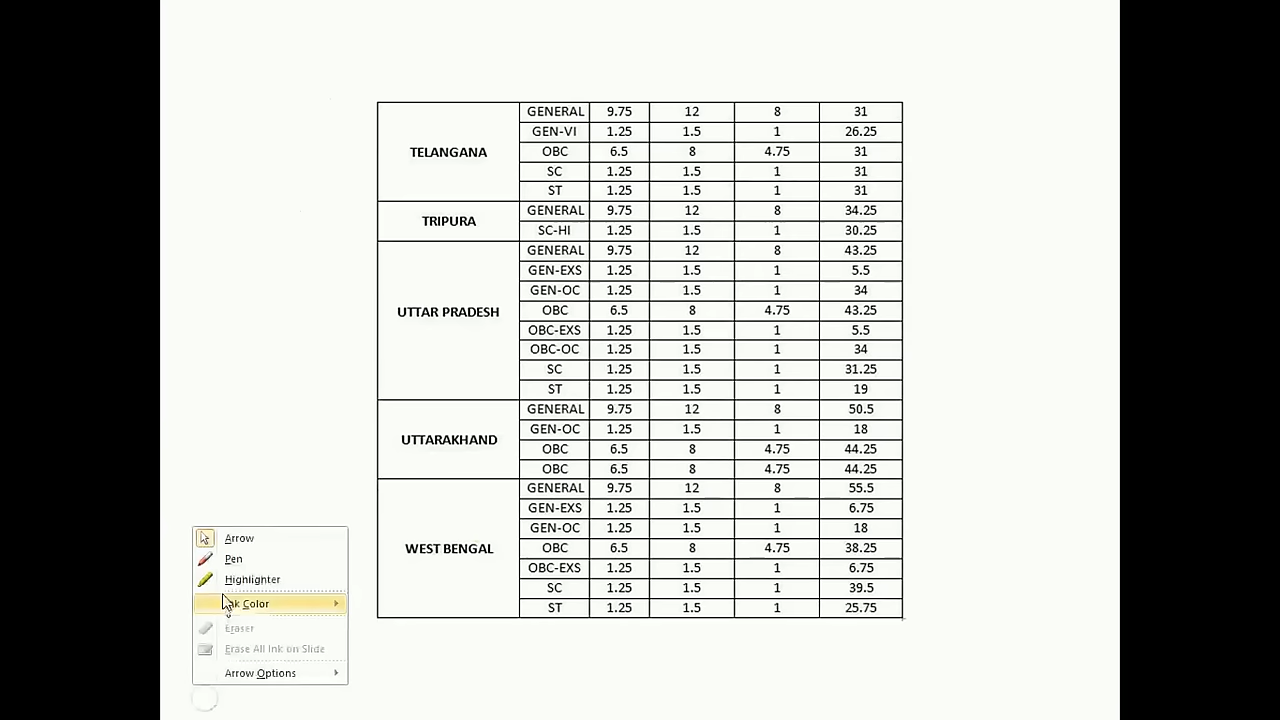 TELANGANA GENERAL 9.75 12 8 31
GEN-VI 1.25 1.5 1 26.25
OBC 6.5 8 4.75 31
SC 1.25 1.5 1 31
ST 1.25 1.5 1 31
TRIPURA GENERAL 9.75 12 8 34.25
SC-HI 1.25 1.5 1 30.25
UTTAR PRADESH GENERAL 9.75 12 8 43.25
GEN-EXS 1.25 1.5 1 5.5
GEN-OC 1.25 1.5 1 34
OBC 6.5 8 4.75 43.25
OBC-EXS 1.25 1.5 1 5.5
OBC-OC 1.25 1.5 1 34
SC 1.25 1.5 1 31.25
ST 1.25 1.5 1 19
UTTARAKHAND GENERAL 9.75 12 8 50.5
GEN-OC 1.25 1.5 1 18
OBC 6.5 8 4.75 44.25
OBC 6.5 8 4.75 44.25
WEST BENGAL GENERAL 9.75 12 8 55.5
GEN-EXS 1.25 1.5 1 6.75
GEN-OC 1.25 1.5 1 18
OBC 6.5 8 4.75 38.25
OBC-EXS 1.25 1.5 1 6.75
SC 1.25 1.5 1 39.5
ST 1.25 1.5 1 25.75
Arrow
Pen
Highlighter
Ink Color
Eraser
Erase All Ink on Slide
Arrow Options